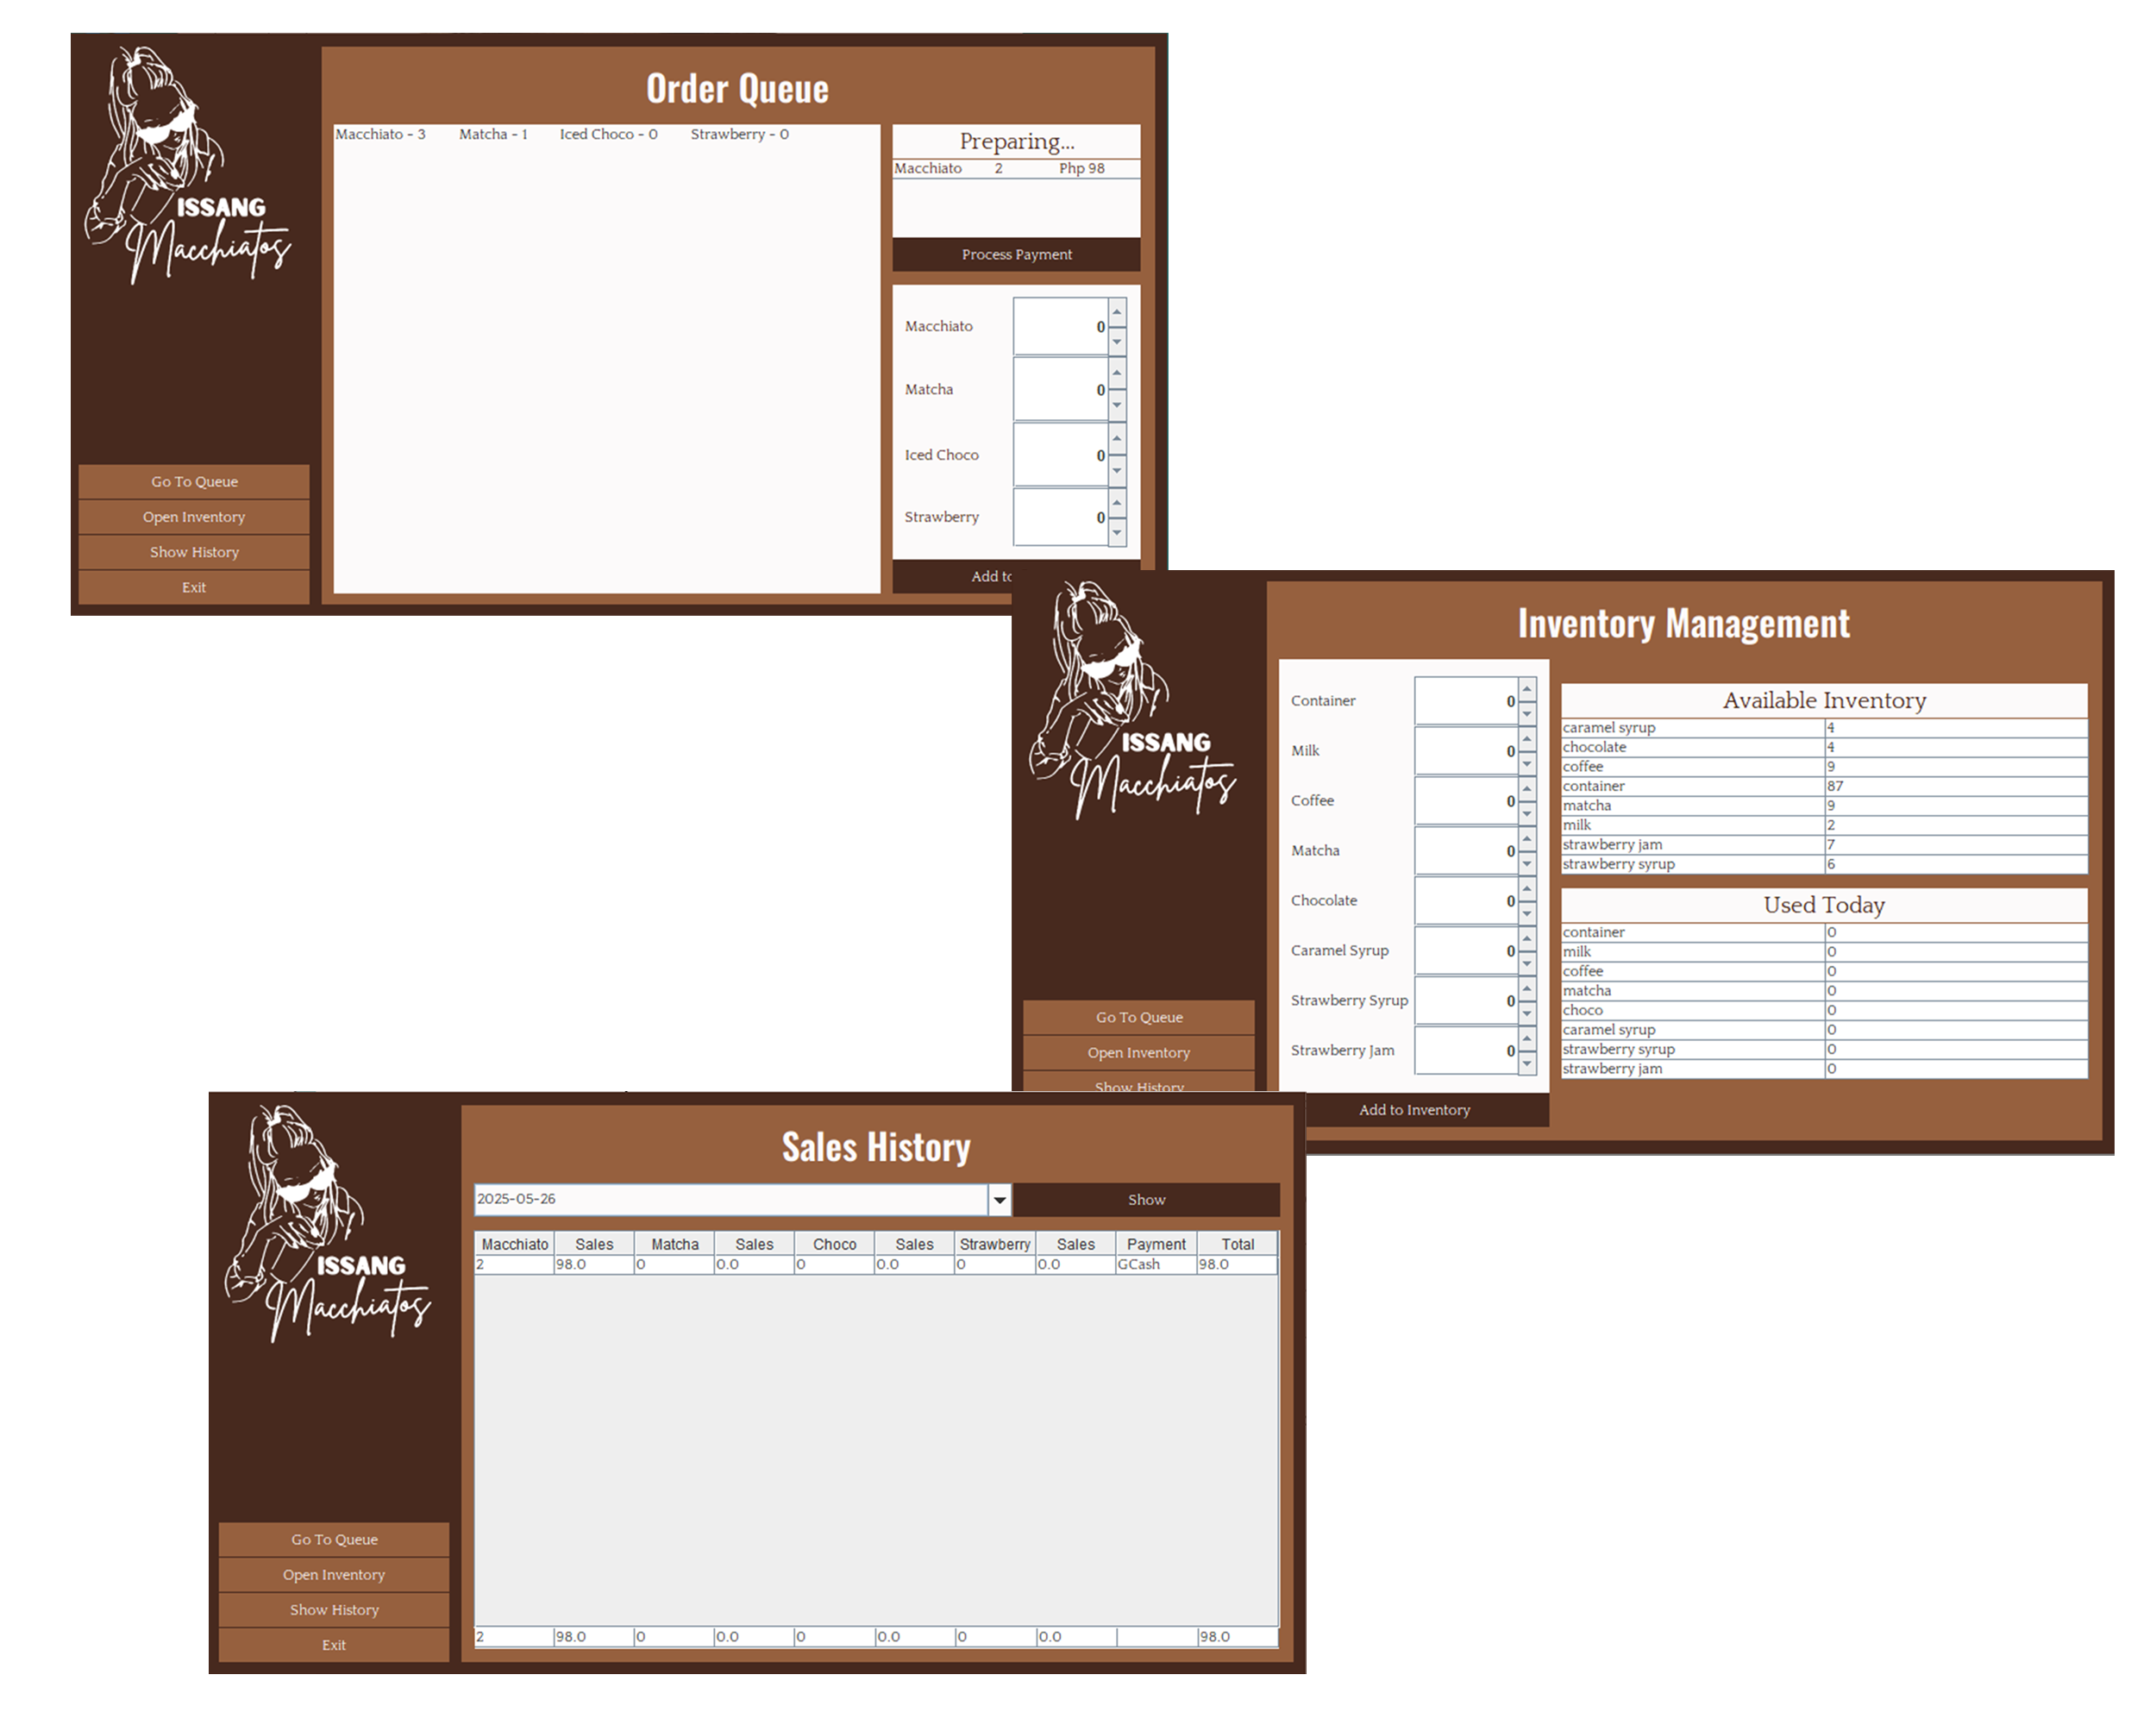 Order Queue
ISSANG
Macchiatos
Macchiato - 3 Matcha - 1 Iced Choco - 0 Strawberry - 0
Preparing...
Macchiato 2 Php 98
Process Payment
Macchiato 0
Matcha 0
Iced Choco 0
Strawberry 0
Add to
Go To Queue
Open Inventory
Show History
Exit
Inventory Management
ISSANG
Macchiatos
Container 0
Milk 0
Coffee 0
Matcha 0
Chocolate 0
Caramel Syrup 0
Strawberry Syrup 0
Strawberry Jam 0
Add to Inventory
Available Inventory
caramel syrup 4
chocolate 4
coffee 9
container 87
matcha 9
milk 2
strawberry jam 7
strawberry syrup 6
Used Today
container 0
milk 0
coffee 0
matcha 0
choco 0
caramel syrup 0
strawberry syrup 0
strawberry jam 0
Go To Queue
Open Inventory
Show History
Sales History
ISSANG
Macchiatos
2025-05-26 Show
Macchiato Sales Matcha Sales Choco Sales Strawberry Sales Payment Total
2 98.0 0 0.0 0 0.0 0 0.0 GCash 98.0
2 98.0 0 0.0 0 0.0 0 0.0 98.0
Go To Queue
Open Inventory
Show History
Exit